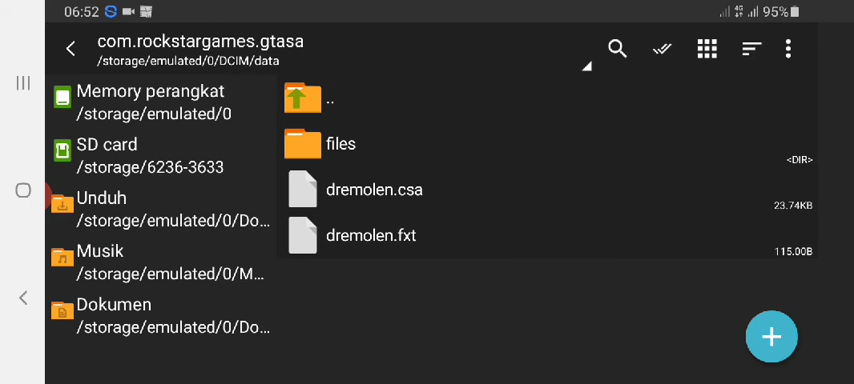 06:52
4G
95%
com.rockstargames.gtasa
/storage/emulated/0/DCIM/data
Memory perangkat
/storage/emulated/0
SD card
/storage/6236-3633
Unduh
/storage/emulated/0/Do...
Musik
/storage/emulated/0/M...
Dokumen
/storage/emulated/0/Do...
..
files
<DIR>
dremolen.csa
23.74KB
dremolen.fxt
115.00B